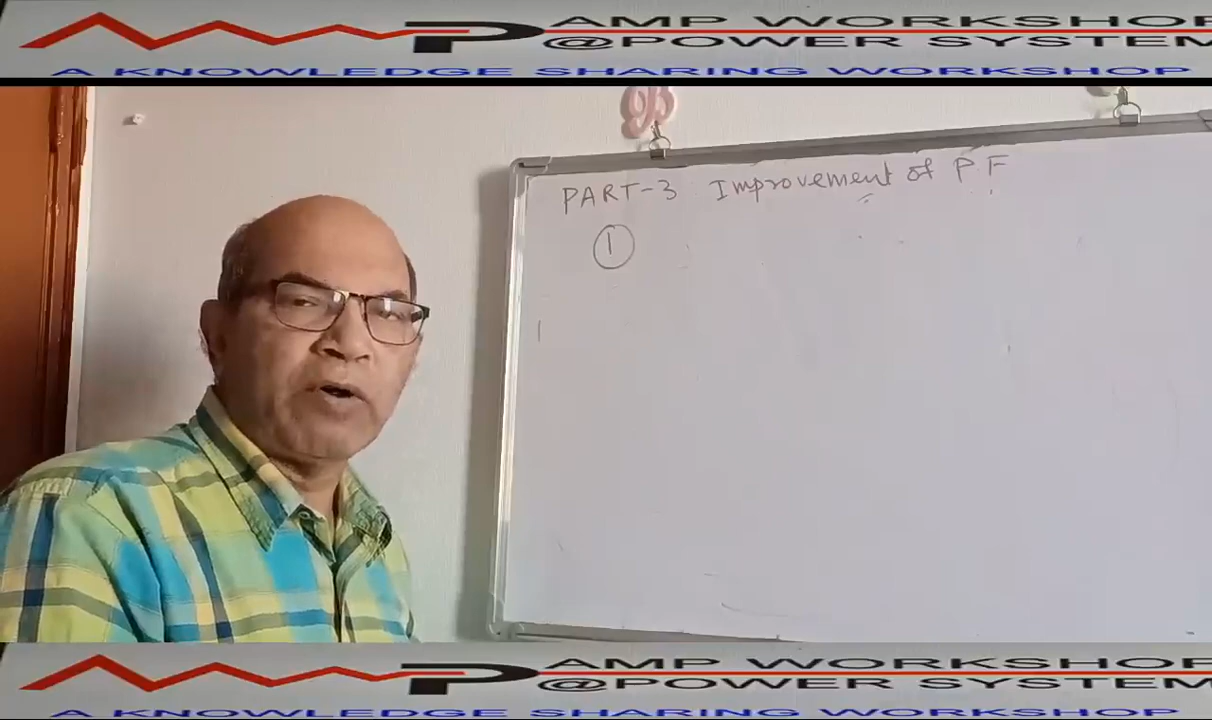 AMP WORKSHOP
@POWER SYSTEM
A KNOWLEDGE SHARING WORKSHOP
PART-3 Improvement of PF
1
AMP WORKSHOP
@POWER SYSTEM
A KNOWLEDGE SHARING WORKSHOP